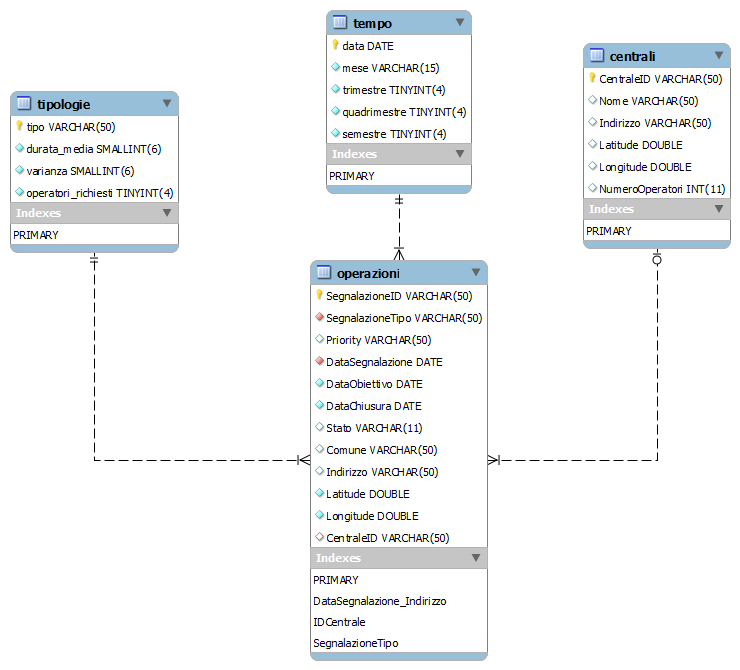 tempo
data DATE
mese VARCHAR(15)
trimestre TINYINT(4)
quadrimestre TINYINT(4)
semestre TINYINT(4)
Indexes
PRIMARY
centrali
CentraleID VARCHAR(50)
Nome VARCHAR(50)
Indirizzo VARCHAR(50)
Latitude DOUBLE
Longitude DOUBLE
NumeroOperatori INT(11)
Indexes
PRIMARY
tipologie
tipo VARCHAR(50)
durata_media SMALLINT(6)
varianza SMALLINT(6)
operatori_richiesti TINYINT(4)
Indexes
PRIMARY
operazioni
SegnalazioneID VARCHAR(50)
SegnalazioneTipo VARCHAR(50)
Priority VARCHAR(50)
DataSegnalazione DATE
DataObiettivo DATE
DataChiusura DATE
Stato VARCHAR(11)
Comune VARCHAR(50)
Indirizzo VARCHAR(50)
Latitude DOUBLE
Longitude DOUBLE
CentraleID VARCHAR(50)
Indexes
PRIMARY
DataSegnalazione_Indirizzo
IDCentrale
SegnalazioneTipo